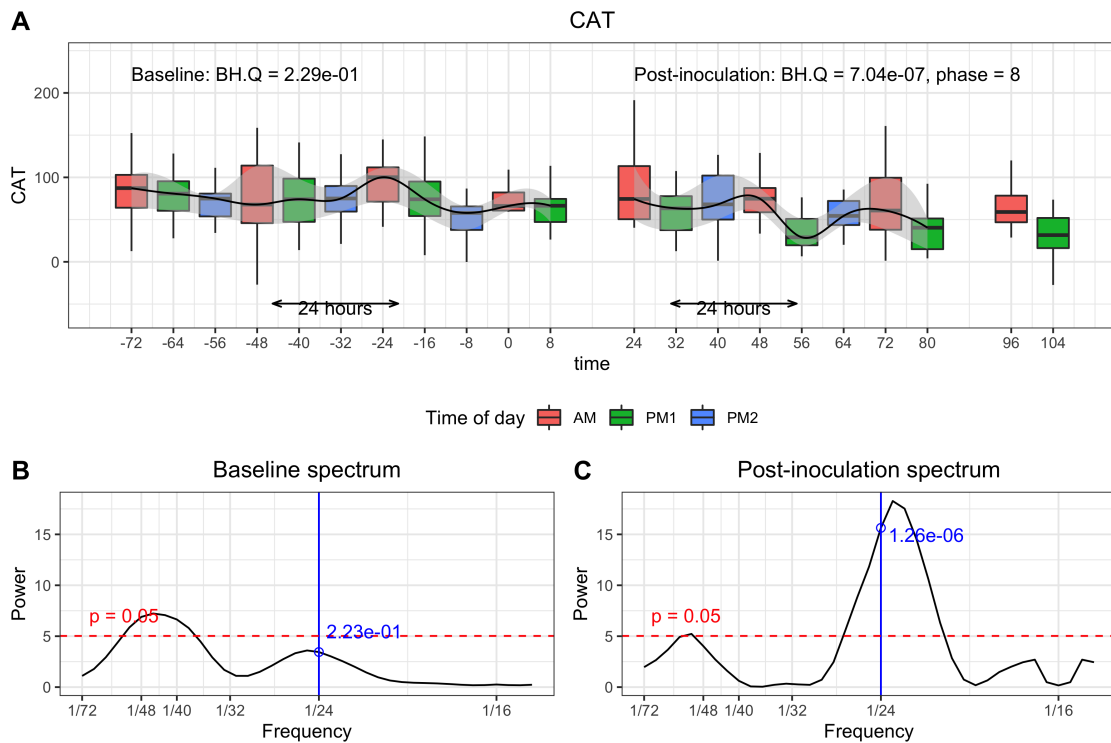 A
CAT
Baseline: BH.Q = 2.29e-01
Post-inoculation: BH.Q = 7.04e-07, phase = 8
CAT
200
100
0
24 hours
24 hours
-72 -64 -56 -48 -40 -32 -24 -16 -8 0 8 24 32 40 48 56 64 72 80 96 104
time
Time of day AM PM1 PM2
B
Baseline spectrum
Power
15
10
5
0
p = 0.05
2.23e-01
1/72 1/48 1/40 1/32 1/24 1/16
Frequency
C
Post-inoculation spectrum
Power
15
10
5
0
p = 0.05
1.26e-06
1/72 1/48 1/40 1/32 1/24 1/16
Frequency